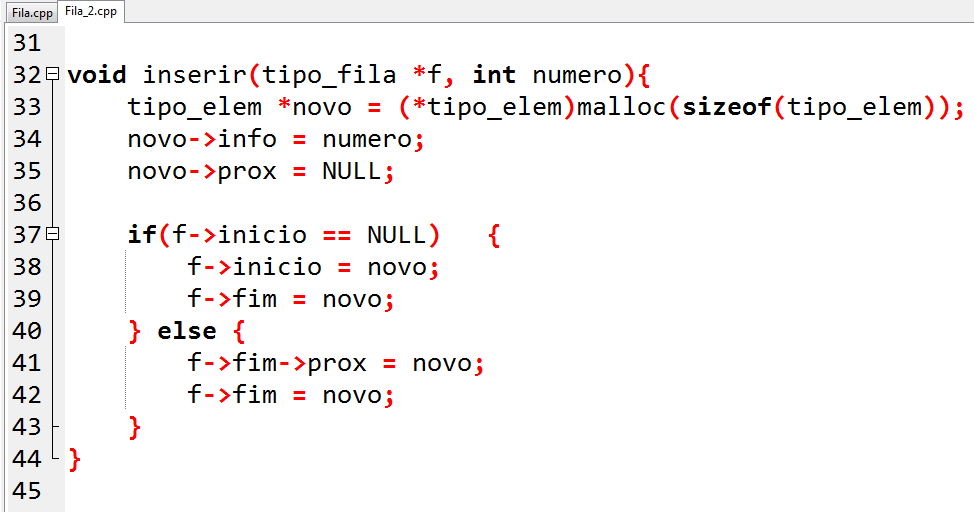 Fila.cpp Fila_2.cpp
31
32 void inserir(tipo_fila *f, int numero){
33 tipo_elem *novo = (*tipo_elem)malloc(sizeof(tipo_elem));
34 novo->info = numero;
35 novo->prox = NULL;
36
37 if(f->inicio == NULL) {
38 f->inicio = novo;
39 f->fim = novo;
40 } else {
41 f->fim->prox = novo;
42 f->fim = novo;
43 }
44 }
45